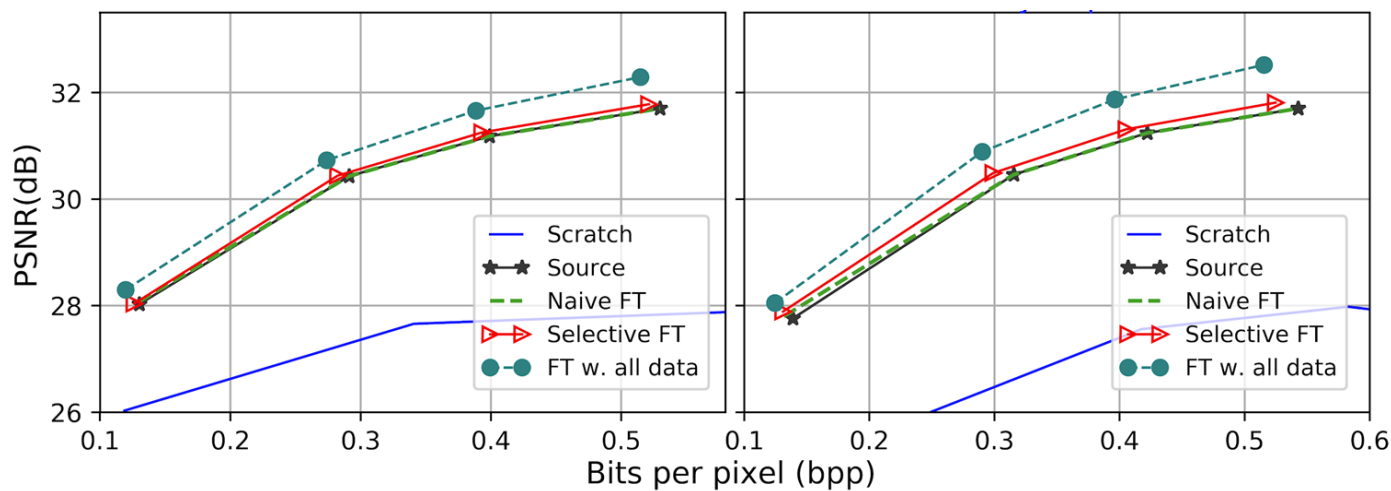 PSNR(dB)
32
30
28
26
Scratch
Source
Naive FT
Selective FT
FT w. all data
0.1 0.2 0.3 0.4 0.5
Scratch
Source
Naive FT
Selective FT
FT w. all data
0.1 0.2 0.3 0.4 0.5 0.6
Bits per pixel (bpp)